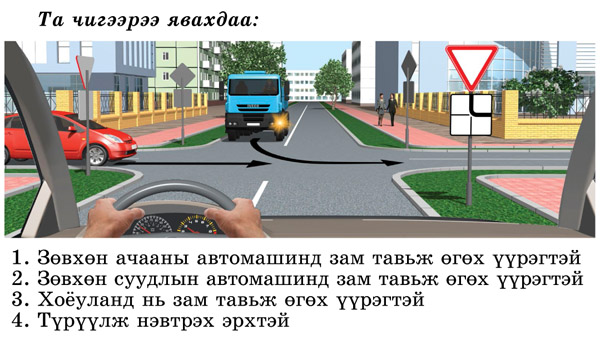 Та чигээрээ явахдаа:
1. Зөвхөн ачааны автомашинд зам тавьж өгөх үүрэгтэй
2. Зөвхөн суудлын автомашинд зам тавьж өгөх үүрэгтэй
3. Хоёуланд нь зам тавьж өгөх үүрэгтэй
4. Түрүүлж нэвтрэх эрхтэй